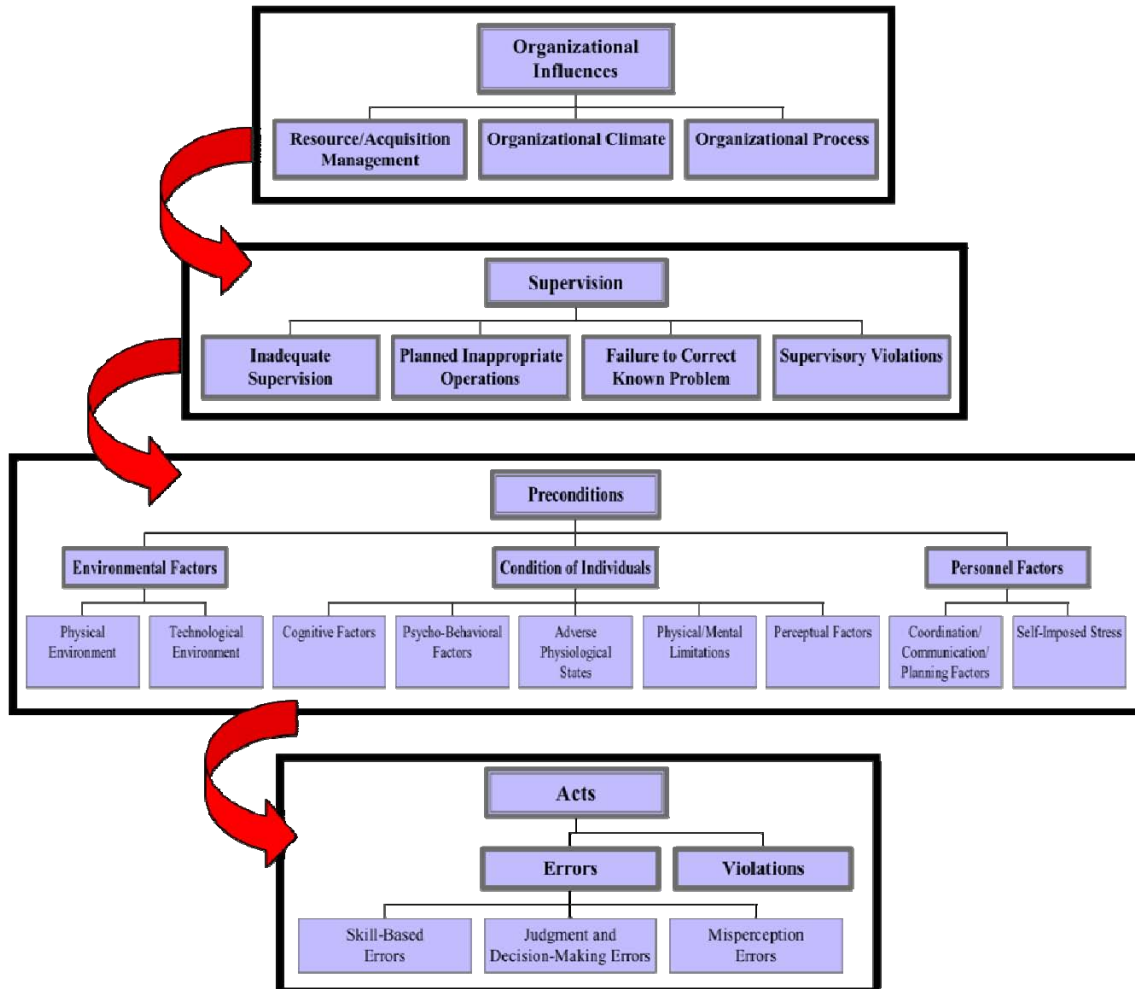 Organizational
Influences
Resource/Acquisition
Management
Organizational Climate
Organizational Process
Supervision
Inadequate
Supervision
Planned Inappropriate
Operations
Failure to Correct
Known Problem
Supervisory Violations
Preconditions
Environmental Factors
Condition of Individuals
Personnel Factors
Physical
Environment
Technological
Environment
Cognitive Factors
Psycho-Behavioral
Factors
Adverse
Physiological
States
Physical/Mental
Limitations
Perceptual Factors
Coordination/
Communication/
Planning Factors
Self-Imposed Stress
Acts
Errors
Violations
Skill-Based
Errors
Judgment and
Decision-Making Errors
Misperception
Errors